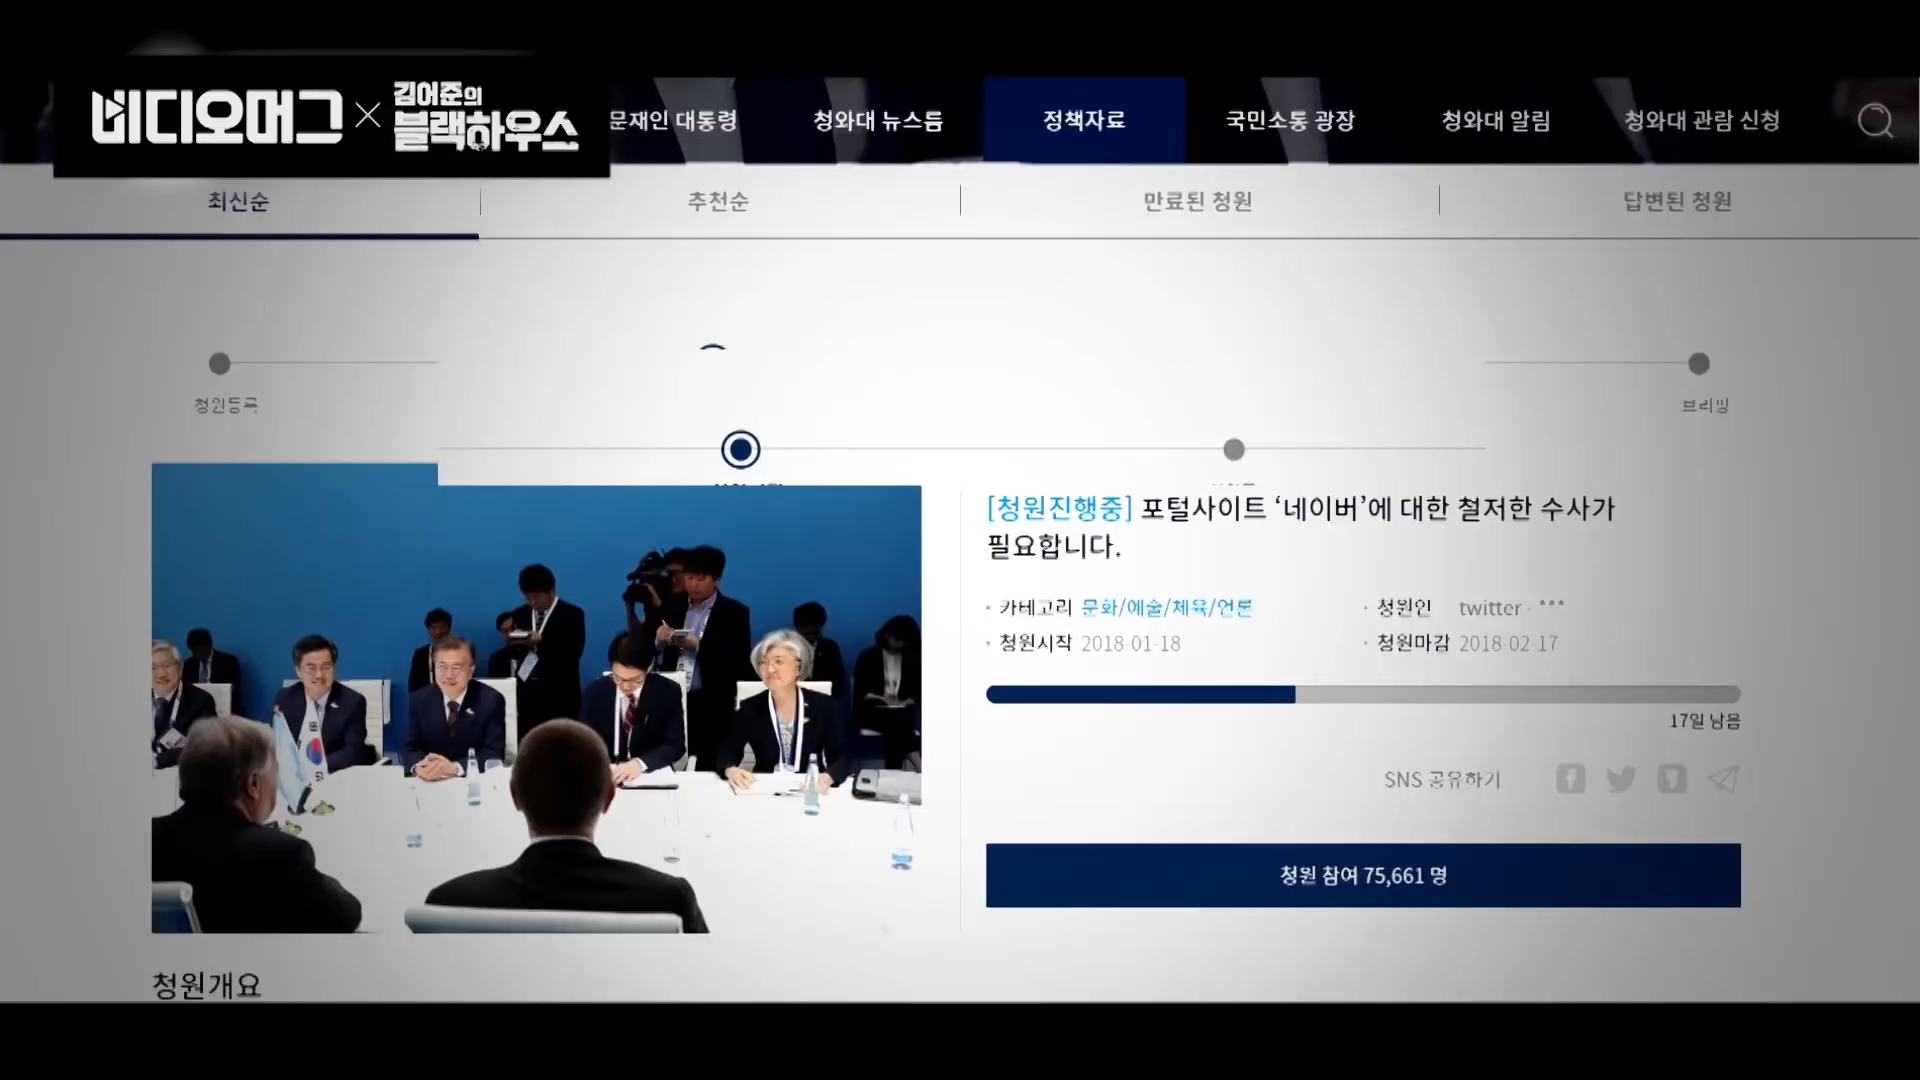 비디오머그 × 김어준의 블랙하우스
문재인 대통령 청와대 뉴스룸 정책자료 국민소통 광장 청와대 알림 청와대 관람 신청
최신순 추천순 만료된 청원 답변된 청원
청원등록 브리핑
[청원진행중] 포털사이트 ‘네이버’에 대한 철저한 수사가
필요합니다.
· 카테고리 문화/예술/체육/언론 · 청원인 twitter - ***
· 청원시작 2018-01-18 · 청원마감 2018-02-17
17일 남음
SNS 공유하기
청원 참여 75,661 명
청원개요